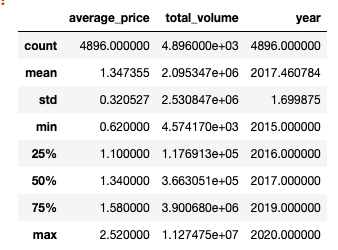 average_price total_volume year
count 4896.000000 4.896000e+03 4896.000000
mean 1.347355 2.095347e+06 2017.460784
std 0.320527 2.530847e+06 1.699875
min 0.620000 4.574170e+03 2015.000000
25% 1.100000 1.176913e+05 2016.000000
50% 1.340000 3.663051e+05 2017.000000
75% 1.580000 3.900680e+06 2019.000000
max 2.520000 1.127475e+07 2020.000000